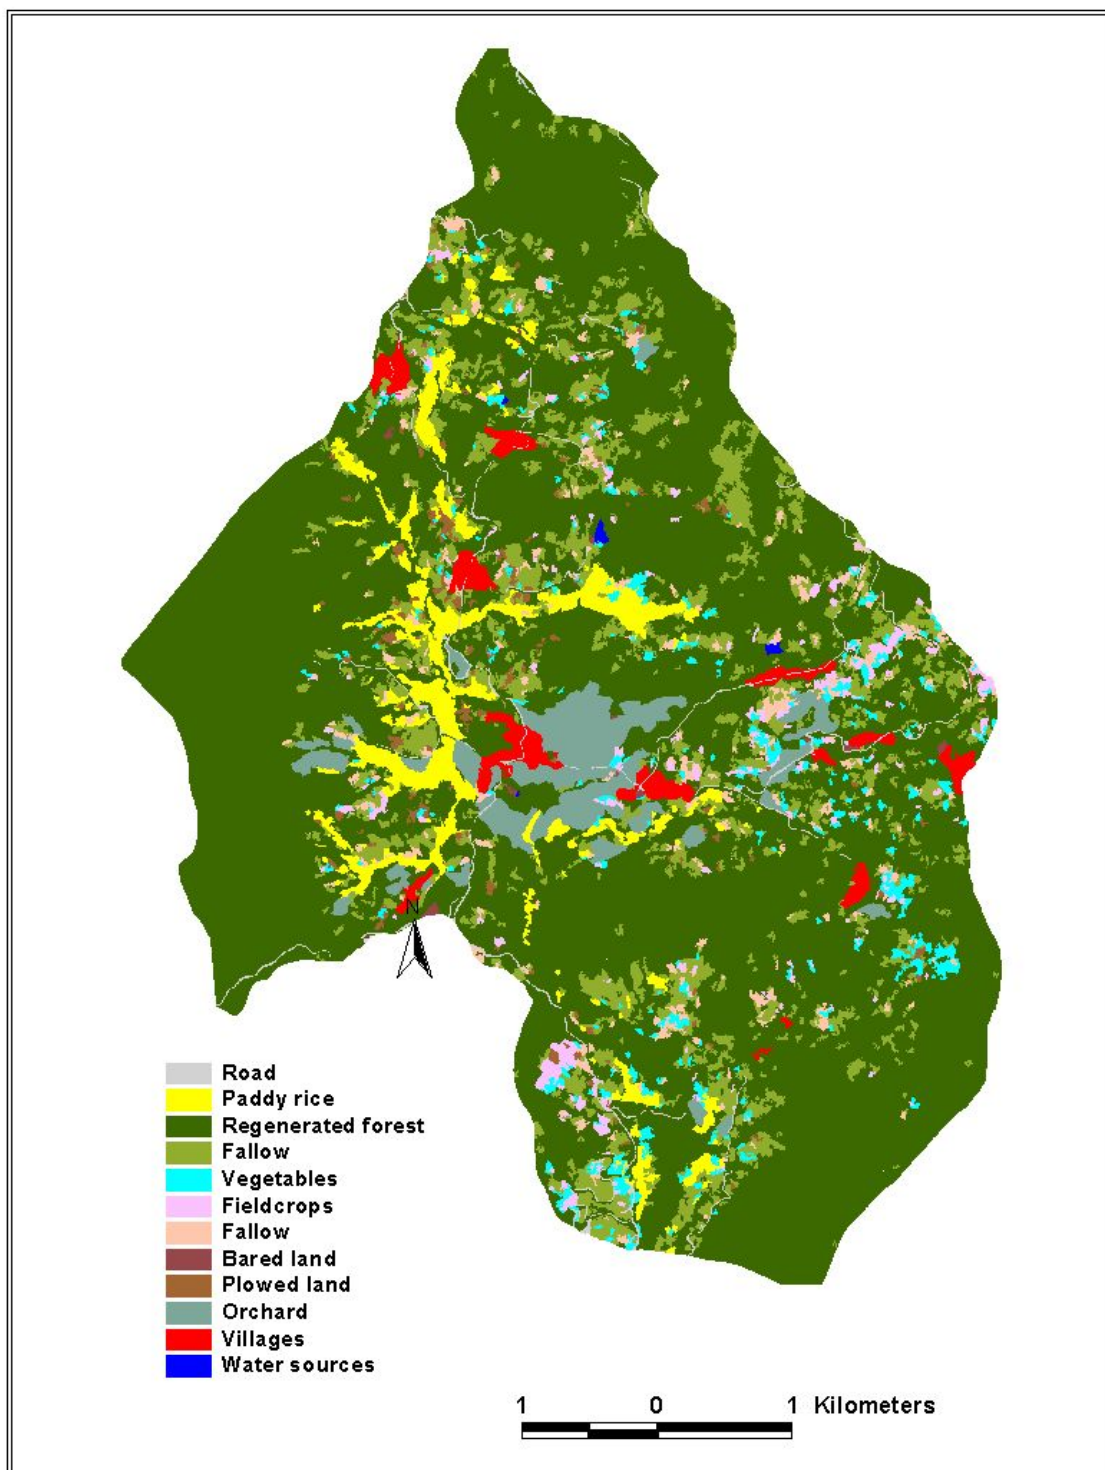 N
Road
Paddy rice
Regenerated forest
Fallow
Vegetables
Fieldcrops
Fallow
Bared land
Plowed land
Orchard
Villages
Water sources
1 0 1 Kilometers